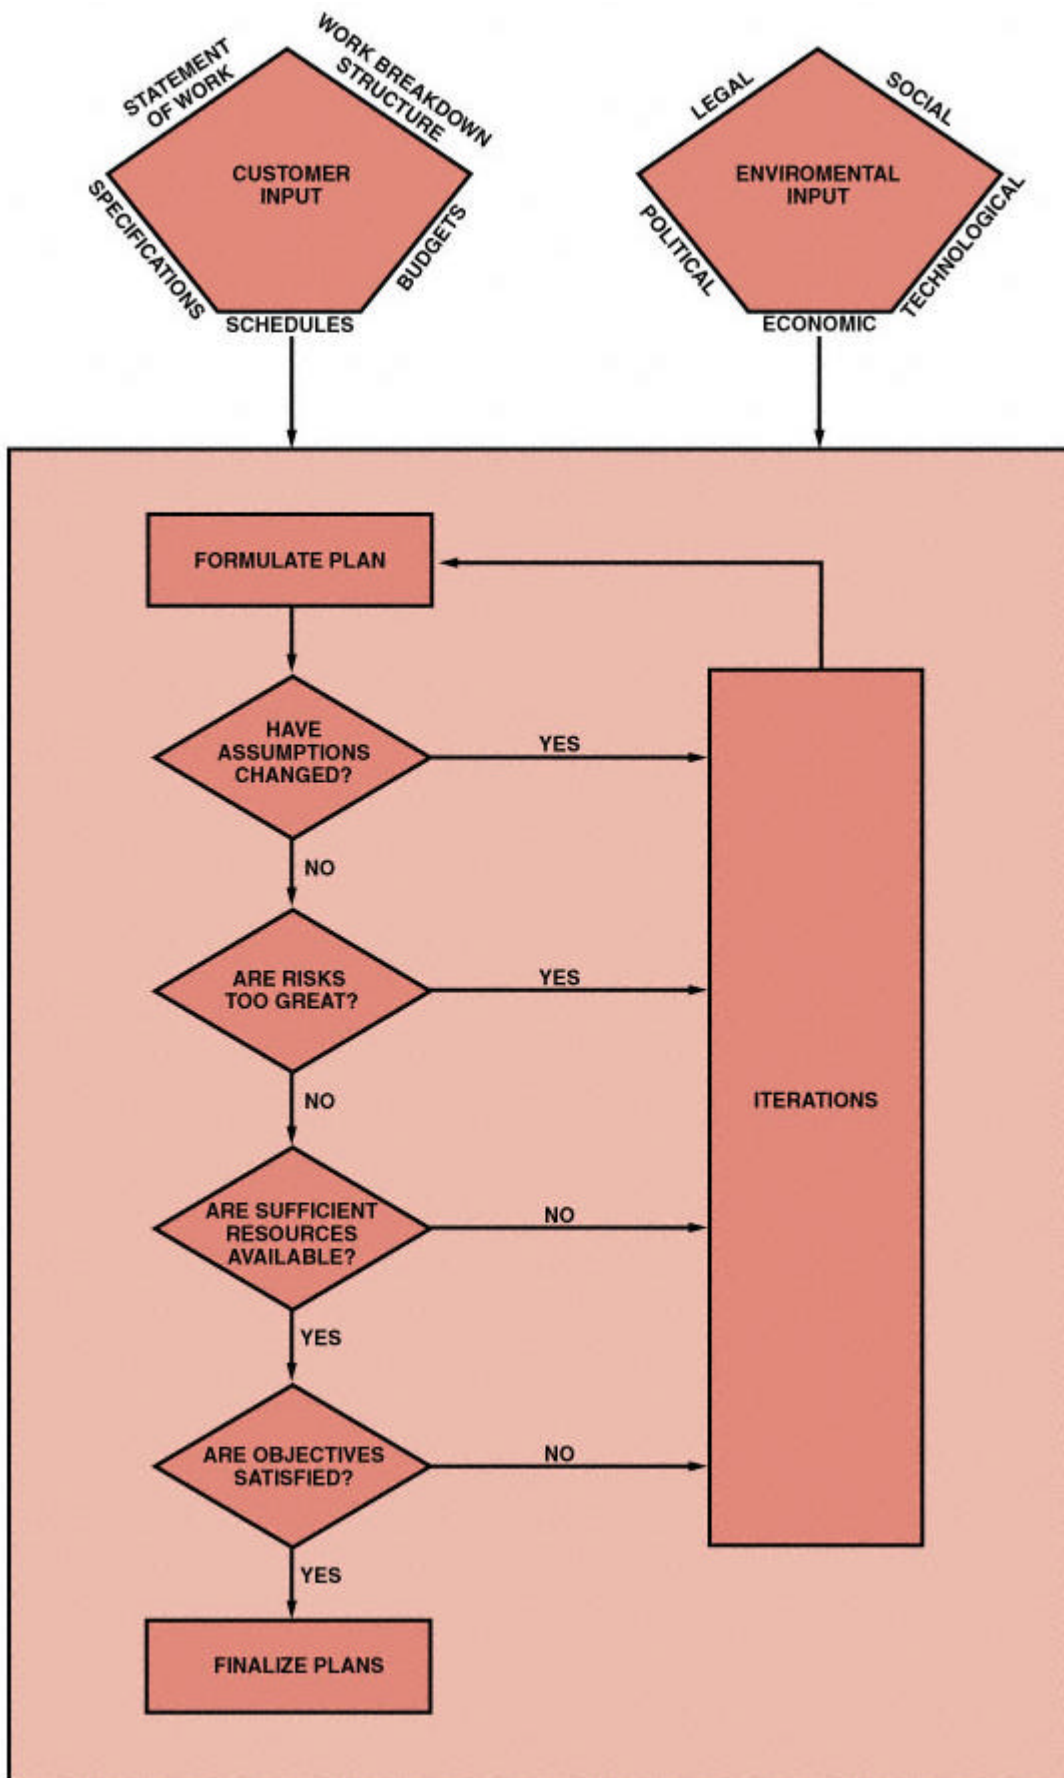 STATEMENT
OF WORK
WORK BREAKDOWN
STRUCTURE
CUSTOMER
INPUT
SPECIFICATIONS
BUDGETS
SCHEDULES
LEGAL
SOCIAL
ENVIROMENTAL
INPUT
POLITICAL
TECHNOLOGICAL
ECONOMIC
FORMULATE PLAN
HAVE
ASSUMPTIONS
CHANGED?
YES
NO
ARE RISKS
TOO GREAT?
YES
NO
ITERATIONS
ARE SUFFICIENT
RESOURCES
AVAILABLE?
NO
YES
ARE OBJECTIVES
SATISFIED?
NO
YES
FINALIZE PLANS